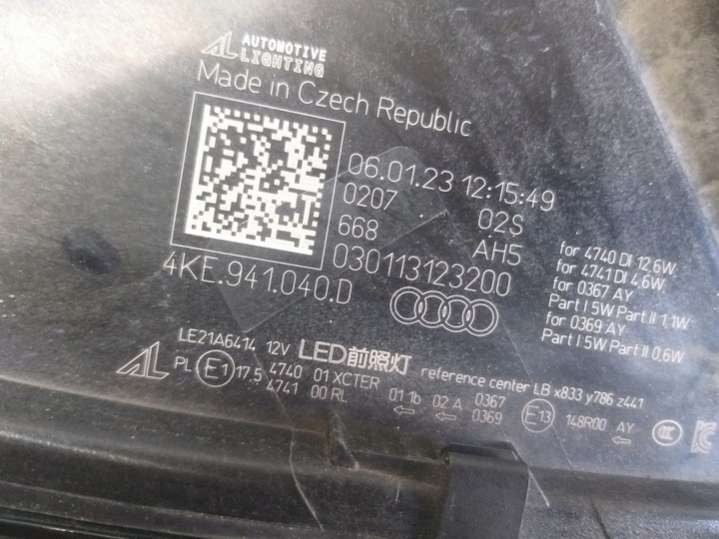 AL AUTOMOTIVE
LIGHTING
Made in Czech Republic
06.01.23 12:15:49
0207 02S
668 AH5
030113123200
4KE.941.040.D
for 4740 DI 12,6W
for 4741 DI 4,6W
for 0367 AY
Part I 5W Part II 1,1W
for 0369 AY
Part I 5W Part II 0,6W
LE21A6414 12V LED前照灯 reference center LB x833 y786 z441
AL PL E1 17.5 4740 01 XCTER 01 1b 02 A 0367 E13 148R00 AY
4741 00 RL 0369